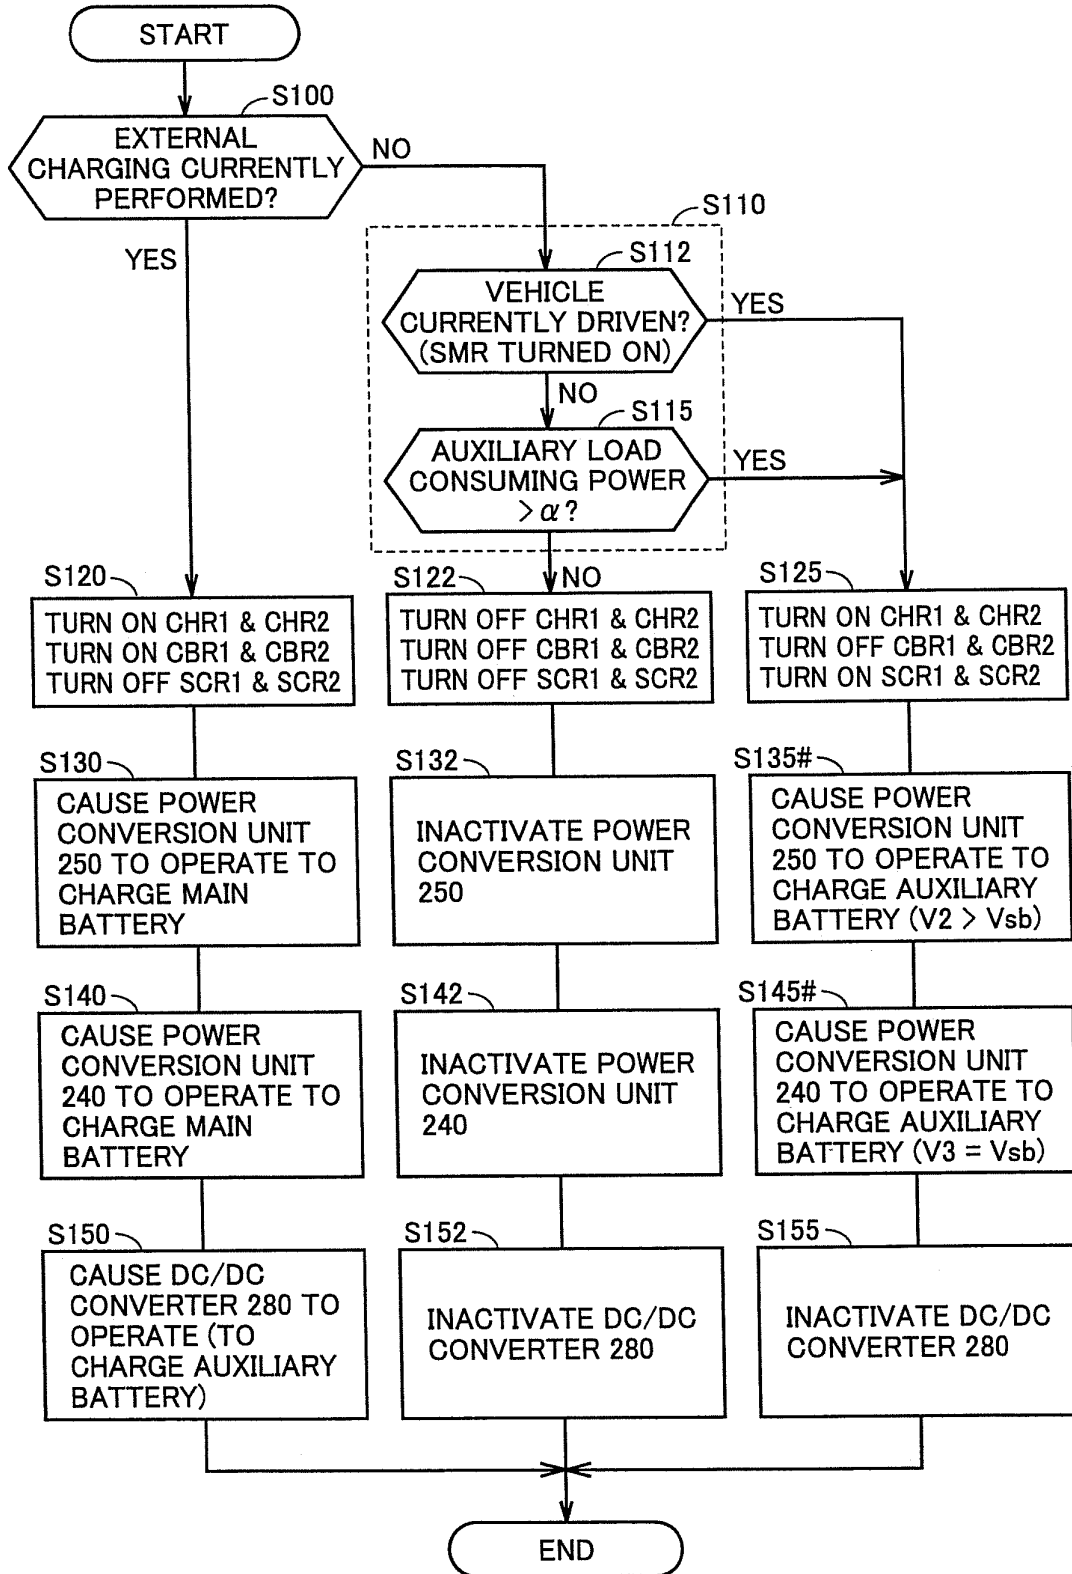 START
S100
EXTERNAL
CHARGING CURRENTLY
PERFORMED?
NO
YES
S110
S112
VEHICLE
CURRENTLY DRIVEN?
(SMR TURNED ON)
YES
NO
S115
AUXILIARY LOAD
CONSUMING POWER
> α?
YES
NO
S120
TURN ON CHR1 & CHR2
TURN ON CBR1 & CBR2
TURN OFF SCR1 & SCR2
S122
TURN OFF CHR1 & CHR2
TURN OFF CBR1 & CBR2
TURN OFF SCR1 & SCR2
S125
TURN ON CHR1 & CHR2
TURN OFF CBR1 & CBR2
TURN ON SCR1 & SCR2
S130
CAUSE POWER
CONVERSION UNIT
250 TO OPERATE TO
CHARGE MAIN
BATTERY
S132
INACTIVATE POWER
CONVERSION UNIT
250
S135#
CAUSE POWER
CONVERSION UNIT
250 TO OPERATE TO
CHARGE AUXILIARY
BATTERY (V2 > Vsb)
S140
CAUSE POWER
CONVERSION UNIT
240 TO OPERATE TO
CHARGE MAIN
BATTERY
S142
INACTIVATE POWER
CONVERSION UNIT
240
S145#
CAUSE POWER
CONVERSION UNIT
240 TO OPERATE TO
CHARGE AUXILIARY
BATTERY (V3 = Vsb)
S150
CAUSE DC/DC
CONVERTER 280 TO
OPERATE (TO
CHARGE AUXILIARY
BATTERY)
S152
INACTIVATE DC/DC
CONVERTER 280
S155
INACTIVATE DC/DC
CONVERTER 280
END